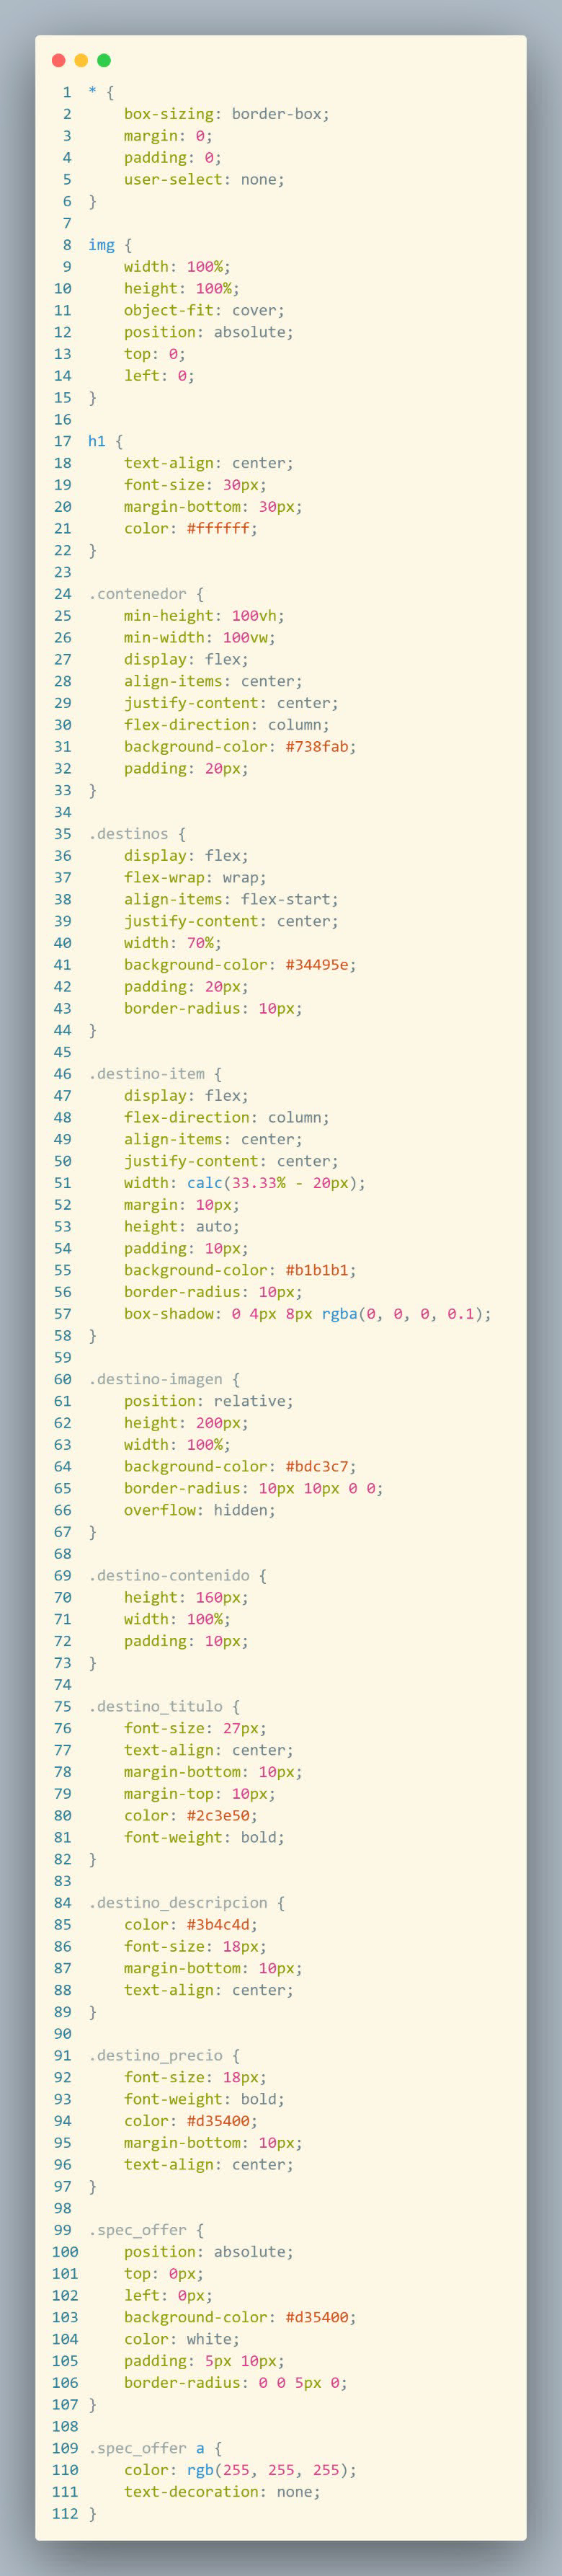 1 * {
2     box-sizing: border-box;
3     margin: 0;
4     padding: 0;
5     user-select: none;
6 }
7
8 img {
9     width: 100%;
10     height: 100%;
11     object-fit: cover;
12     position: absolute;
13     top: 0;
14     left: 0;
15 }
16
17 h1 {
18     text-align: center;
19     font-size: 30px;
20     margin-bottom: 30px;
21     color: #ffffff;
22 }
23
24 .contenedor {
25     min-height: 100vh;
26     min-width: 100vw;
27     display: flex;
28     align-items: center;
29     justify-content: center;
30     flex-direction: column;
31     background-color: #738fab;
32     padding: 20px;
33 }
34
35 .destinos {
36     display: flex;
37     flex-wrap: wrap;
38     align-items: flex-start;
39     justify-content: center;
40     width: 70%;
41     background-color: #34495e;
42     padding: 20px;
43     border-radius: 10px;
44 }
45
46 .destino-item {
47     display: flex;
48     flex-direction: column;
49     align-items: center;
50     justify-content: center;
51     width: calc(33.33% - 20px);
52     margin: 10px;
53     height: auto;
54     padding: 10px;
55     background-color: #b1b1b1;
56     border-radius: 10px;
57     box-shadow: 0 4px 8px rgba(0, 0, 0, 0.1);
58 }
59
60 .destino-imagen {
61     position: relative;
62     height: 200px;
63     width: 100%;
64     background-color: #bdc3c7;
65     border-radius: 10px 10px 0 0;
66     overflow: hidden;
67 }
68
69 .destino-contenido {
70     height: 160px;
71     width: 100%;
72     padding: 10px;
73 }
74
75 .destino_titulo {
76     font-size: 27px;
77     text-align: center;
78     margin-bottom: 10px;
79     margin-top: 10px;
80     color: #2c3e50;
81     font-weight: bold;
82 }
83
84 .destino_descripcion {
85     color: #3b4c4d;
86     font-size: 18px;
87     margin-bottom: 10px;
88     text-align: center;
89 }
90
91 .destino_precio {
92     font-size: 18px;
93     font-weight: bold;
94     color: #d35400;
95     margin-bottom: 10px;
96     text-align: center;
97 }
98
99 .spec_offer {
100     position: absolute;
101     top: 0px;
102     left: 0px;
103     background-color: #d35400;
104     color: white;
105     padding: 5px 10px;
106     border-radius: 0 0 5px 0;
107 }
108
109 .spec_offer a {
110     color: rgb(255, 255, 255);
111     text-decoration: none;
112 }